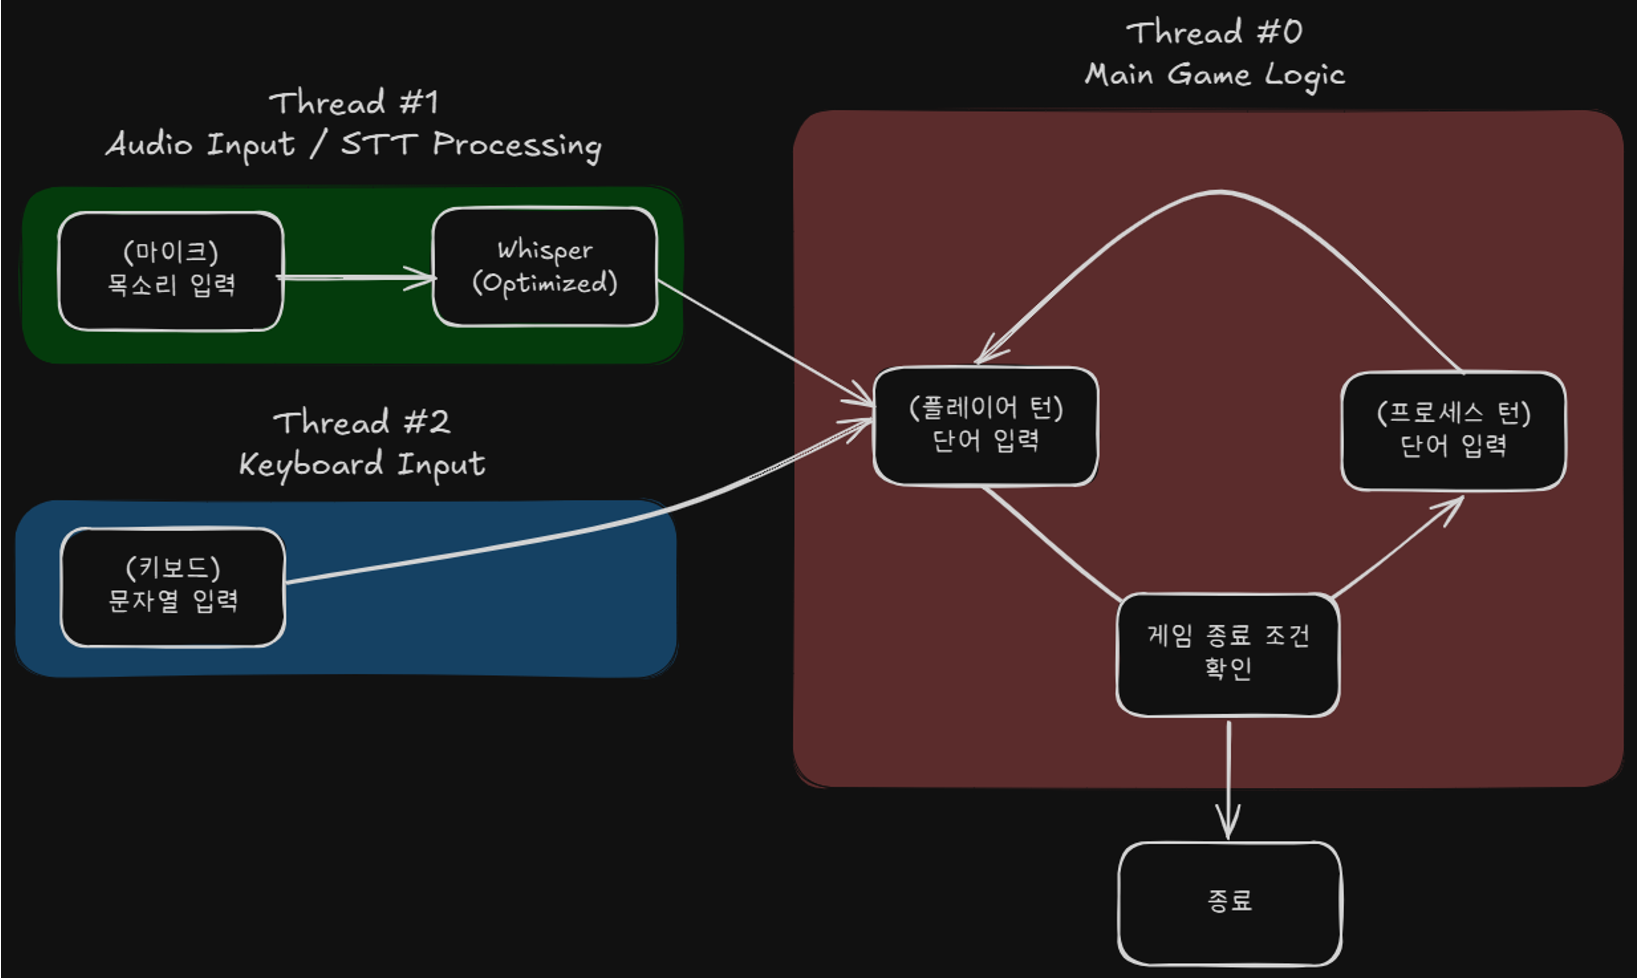 Thread #1
Audio Input / STT Processing
(마이크)
목소리 입력
Whisper
(Optimized)
Thread #2
Keyboard Input
(키보드)
문자열 입력
Thread #0
Main Game Logic
(플레이어 턴)
단어 입력
(프로세스 턴)
단어 입력
게임 종료 조건
확인
종료